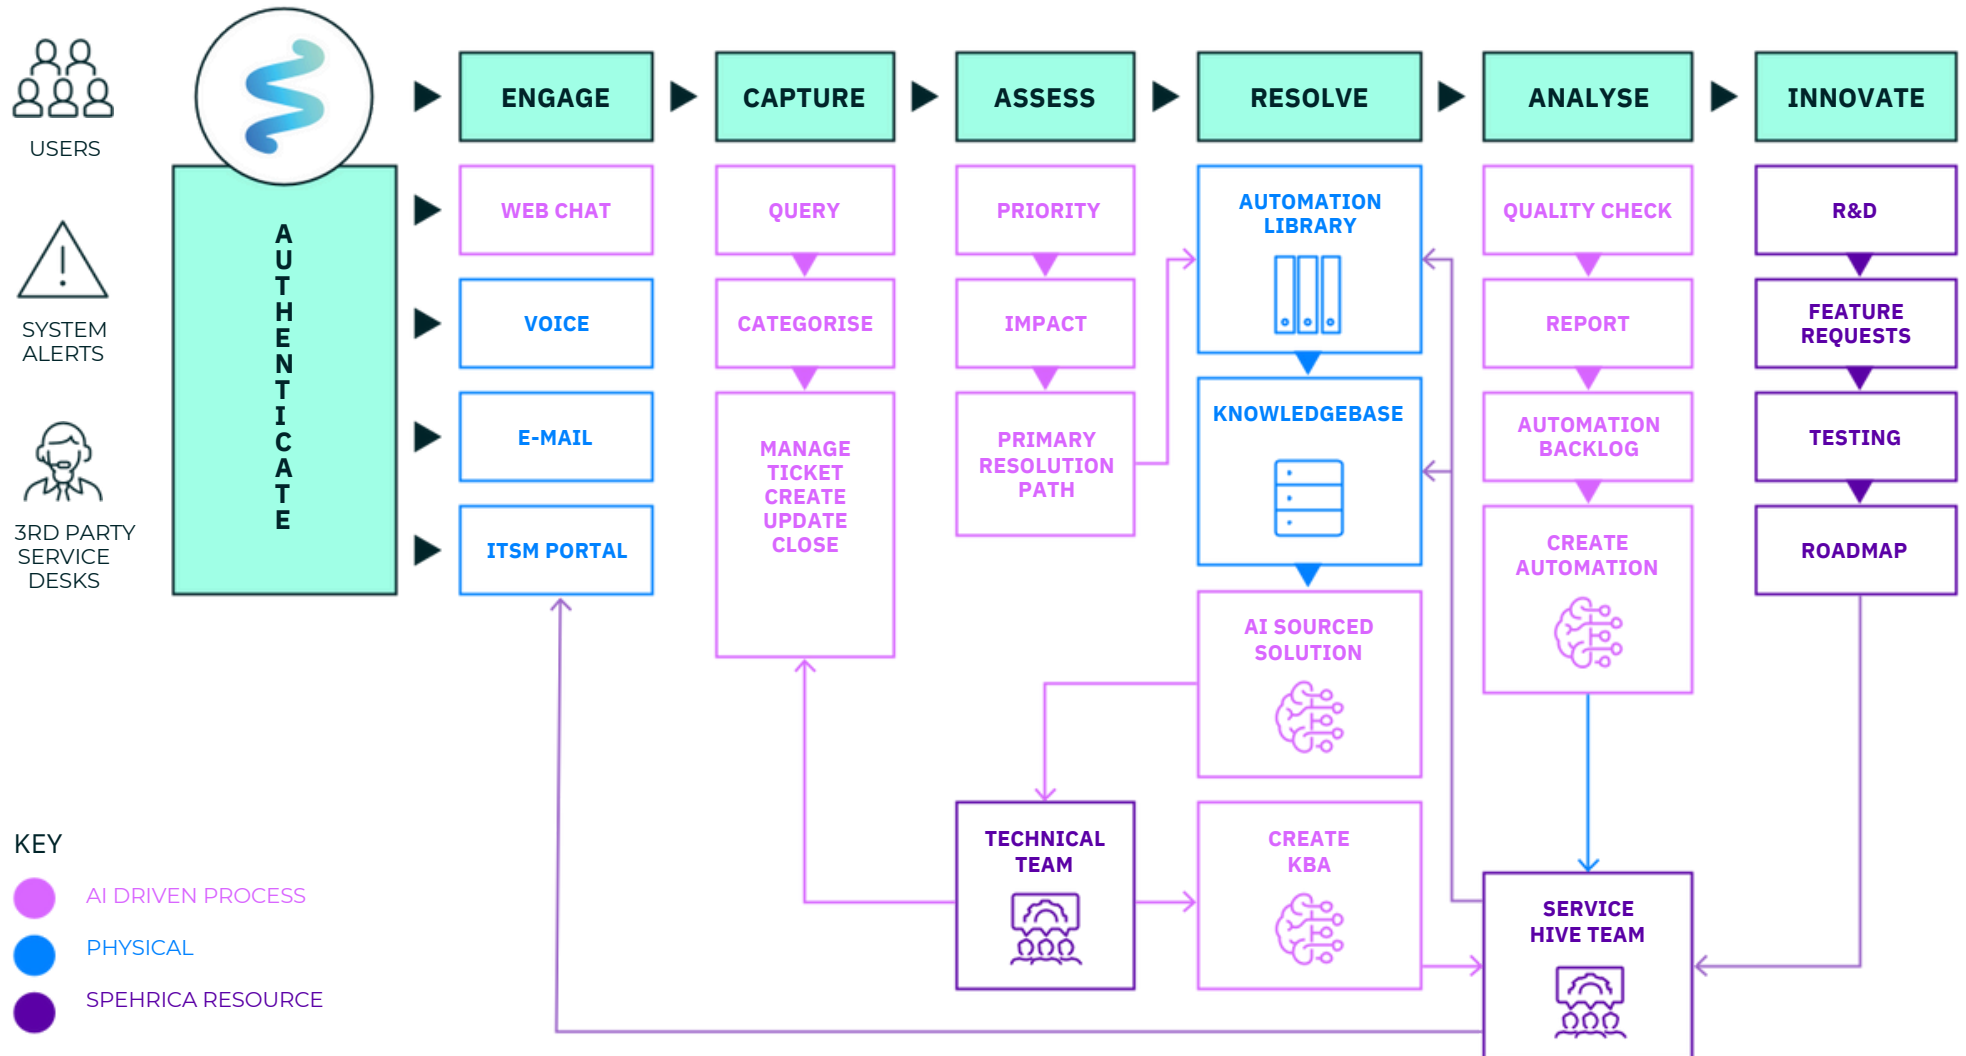 USERS
SYSTEM
ALERTS
3RD PARTY
SERVICE
DESKS
AUTHENTICATE
ENGAGE
WEB CHAT
VOICE
E-MAIL
ITSM PORTAL
CAPTURE
QUERY
CATEGORISE
MANAGE
TICKET
CREATE
UPDATE
CLOSE
ASSESS
PRIORITY
IMPACT
PRIMARY
RESOLUTION
PATH
TECHNICAL
TEAM
RESOLVE
AUTOMATION
LIBRARY
KNOWLEDGEBASE
AI SOURCED
SOLUTION
CREATE
KBA
ANALYSE
QUALITY CHECK
REPORT
AUTOMATION
BACKLOG
CREATE
AUTOMATION
SERVICE
HIVE TEAM
INNOVATE
R&D
FEATURE
REQUESTS
TESTING
ROADMAP
KEY
AI DRIVEN PROCESS
PHYSICAL
SPEHRICA RESOURCE